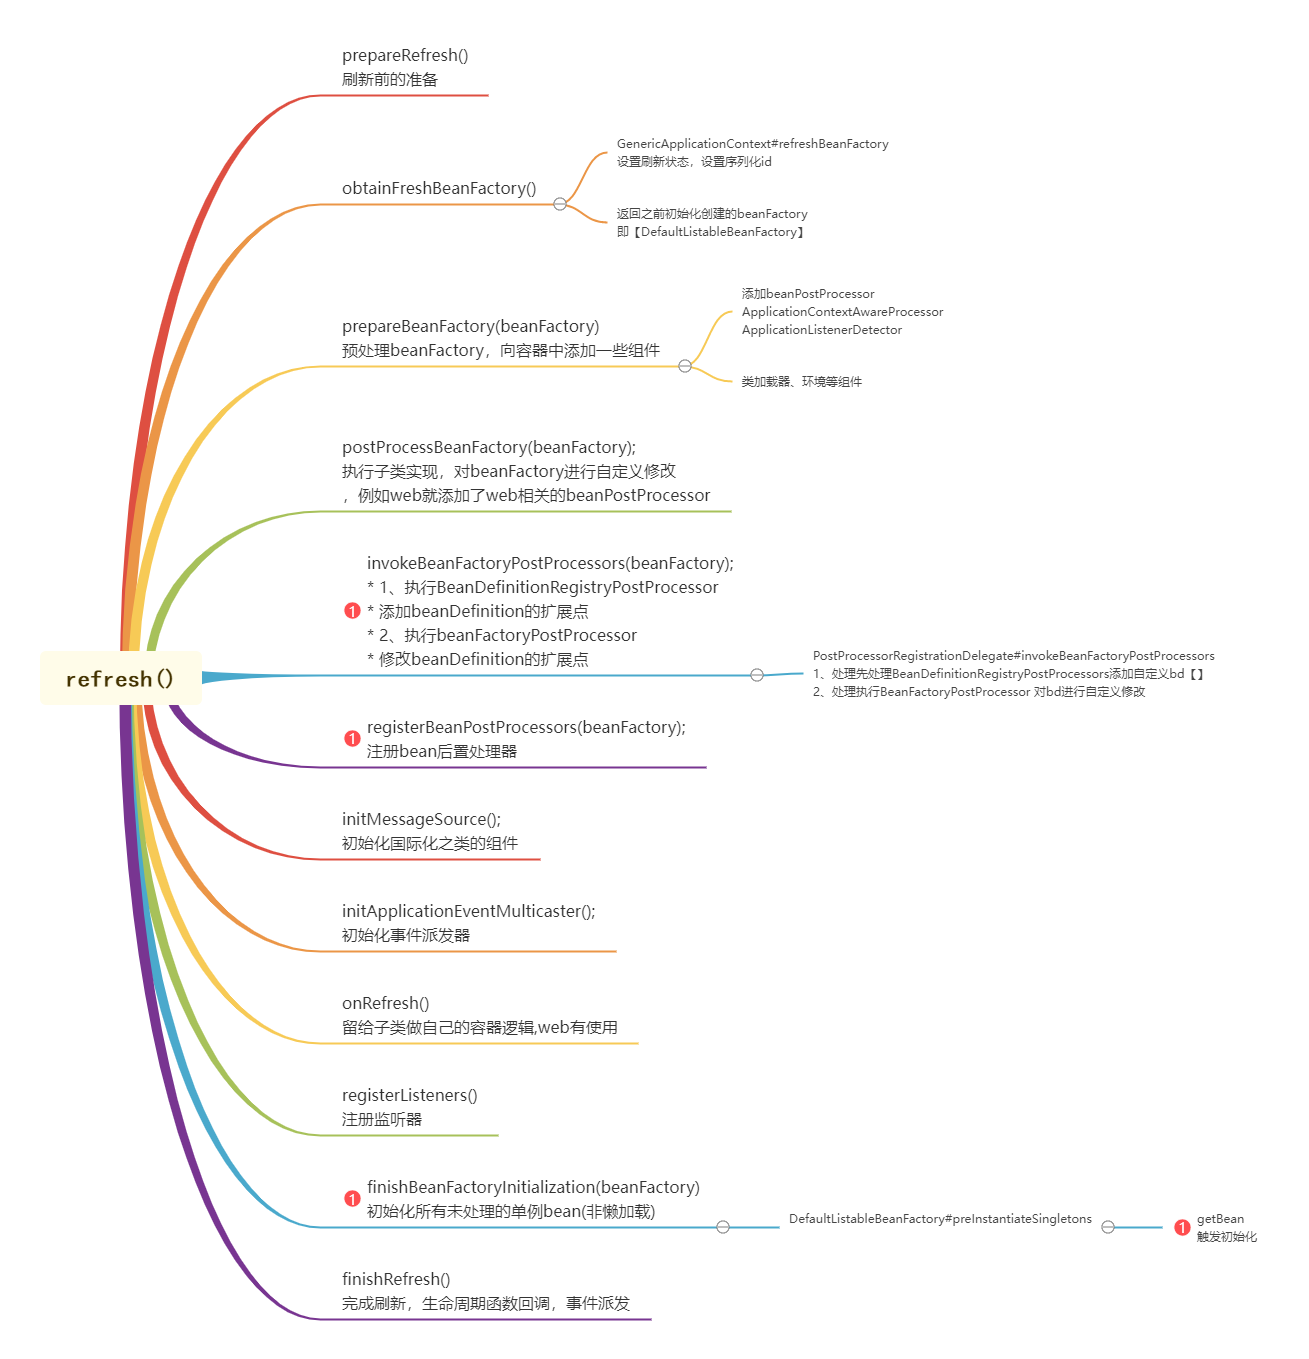 prepareRefresh()
刷新前的准备
obtainFreshBeanFactory()
GenericApplicationContext#refreshBeanFactory
设置刷新状态，设置序列化id
返回之前初始化创建的beanFactory
即【DefaultListableBeanFactory】
prepareBeanFactory(beanFactory)
预处理beanFactory，向容器中添加一些组件
添加beanPostProcessor
ApplicationContextAwareProcessor
ApplicationListenerDetector
类加载器、环境等组件
postProcessBeanFactory(beanFactory);
执行子类实现，对beanFactory进行自定义修改
，例如web就添加了web相关的beanPostProcessor
1
invokeBeanFactoryPostProcessors(beanFactory);
* 1、执行BeanDefinitionRegistryPostProcessor
* 添加beanDefinition的扩展点
* 2、执行beanFactoryPostProcessor
* 修改beanDefinition的扩展点
PostProcessorRegistrationDelegate#invokeBeanFactoryPostProcessors
1、处理先处理BeanDefinitionRegistryPostProcessors添加自定义bd【】
2、处理执行BeanFactoryPostProcessor 对bd进行自定义修改
refresh()
1
registerBeanPostProcessors(beanFactory);
注册bean后置处理器
initMessageSource();
初始化国际化之类的组件
initApplicationEventMulticaster();
初始化事件派发器
onRefresh()
留给子类做自己的容器逻辑,web有使用
registerListeners()
注册监听器
1
finishBeanFactoryInitialization(beanFactory)
初始化所有未处理的单例bean(非懒加载)
DefaultListableBeanFactory#preInstantiateSingletons
1
getBean
触发初始化
finishRefresh()
完成刷新，生命周期函数回调，事件派发